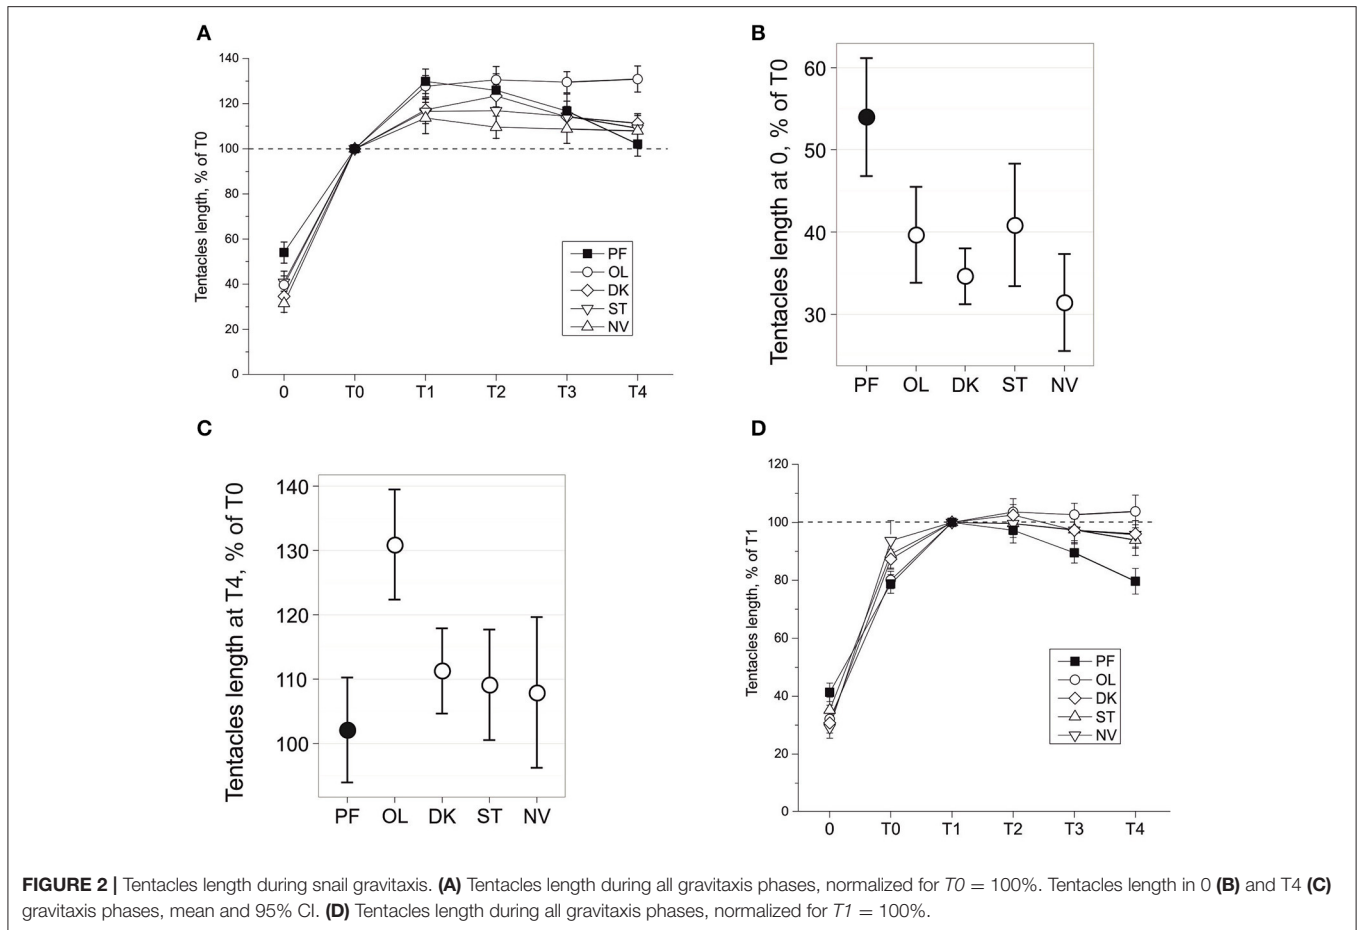 A
Tentacles length, % of T0
140
120
100
80
60
40
20
0
0 T0 T1 T2 T3 T4
PF
OL
DK
ST
NV
B
Tentacles length at 0, % of T0
60
50
40
30
PF OL DK ST NV
C
Tentacles length at T4, % of T0
140
130
120
110
100
PF OL DK ST NV
D
Tentacles length, % of T1
120
100
80
60
40
20
0
0 T0 T1 T2 T3 T4
PF
OL
DK
ST
NV
FIGURE 2 | Tentacles length during snail gravitaxis. (A) Tentacles length during all gravitaxis phases, normalized for T0 = 100%. Tentacles length in 0 (B) and T4 (C)
gravitaxis phases, mean and 95% CI. (D) Tentacles length during all gravitaxis phases, normalized for T1 = 100%.